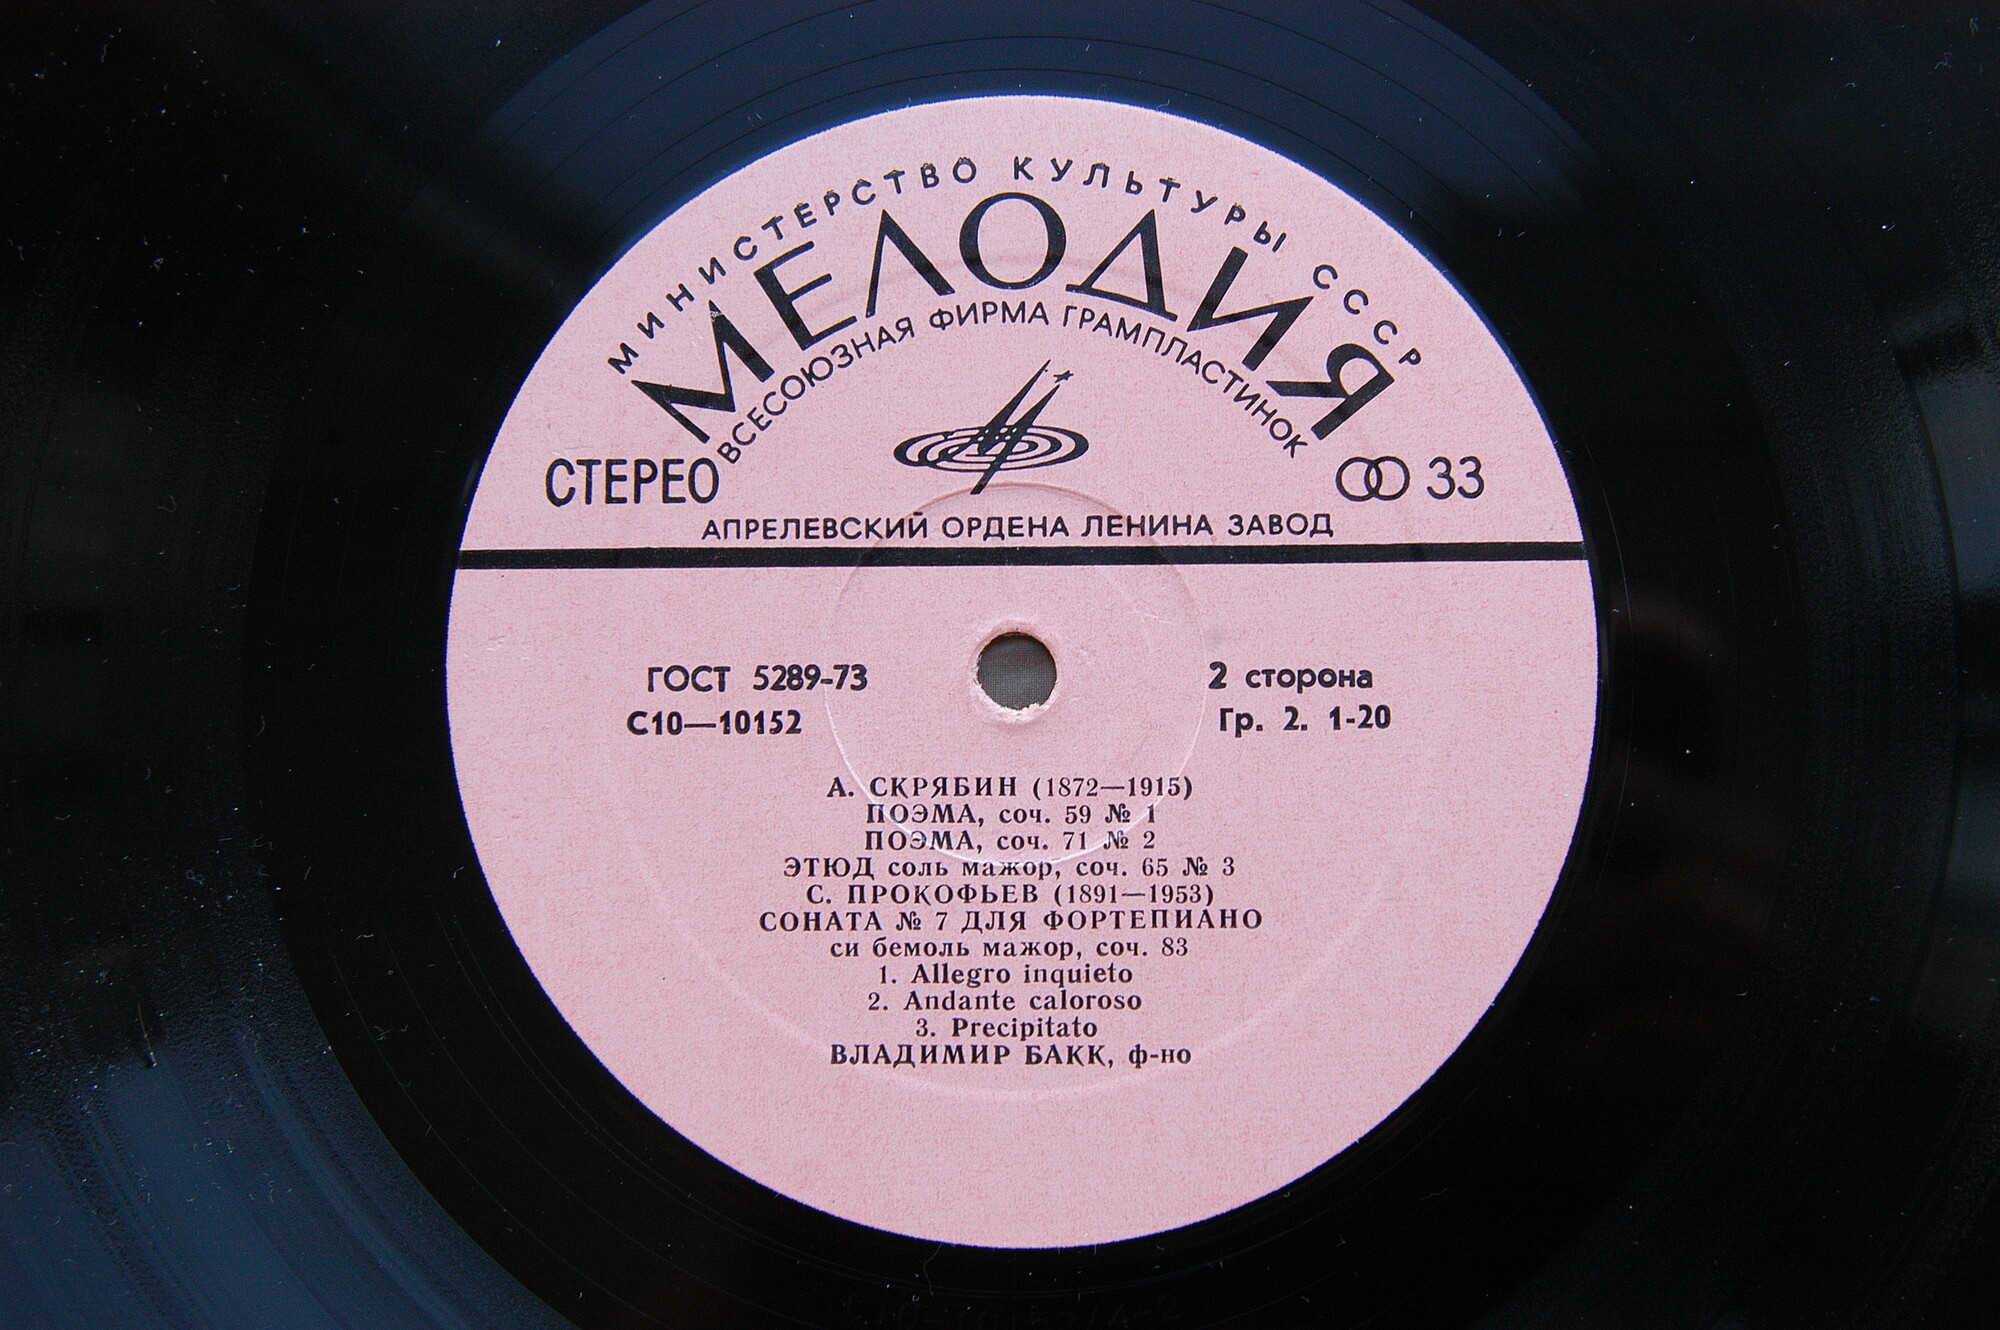 МИНИСТЕРСТВО КУЛЬТУРЫ СССР
МЕЛОДИЯ
ВСЕСОЮЗНАЯ ФИРМА ГРАМПЛАСТИНОК
СТЕРЕО
33
АПРЕЛЕВСКИЙ ОРДЕНА ЛЕНИНА ЗАВОД
ГОСТ 5289-73
С10—10152
2 сторона
Гр. 2. 1-20
А. СКРЯБИН (1872—1915)
ПОЭМА, соч. 59 № 1
ПОЭМА, соч. 71 № 2
ЭТЮД соль мажор, соч. 65 № 3
С. ПРОКОФЬЕВ (1891—1953)
СОНАТА № 7 ДЛЯ ФОРТЕПИАНО
си бемоль мажор, соч. 83
1. Allegro inquieto
2. Andante caloroso
3. Precipitato
ВЛАДИМИР БАКК, ф-но